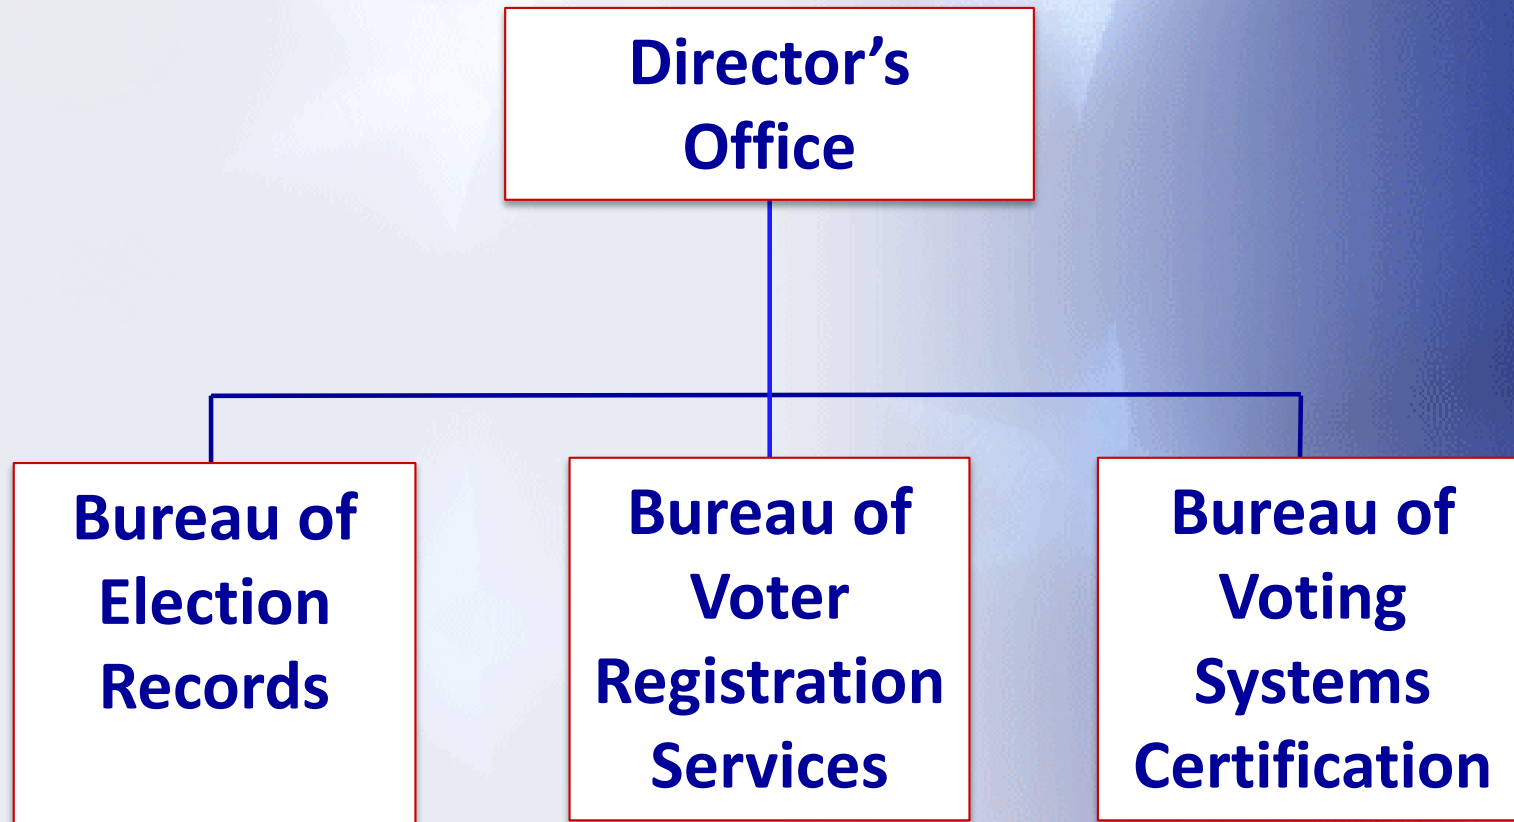 Director’s
Office
Bureau of
Election
Records
Bureau of
Voter
Registration
Services
Bureau of
Voting
Systems
Certification